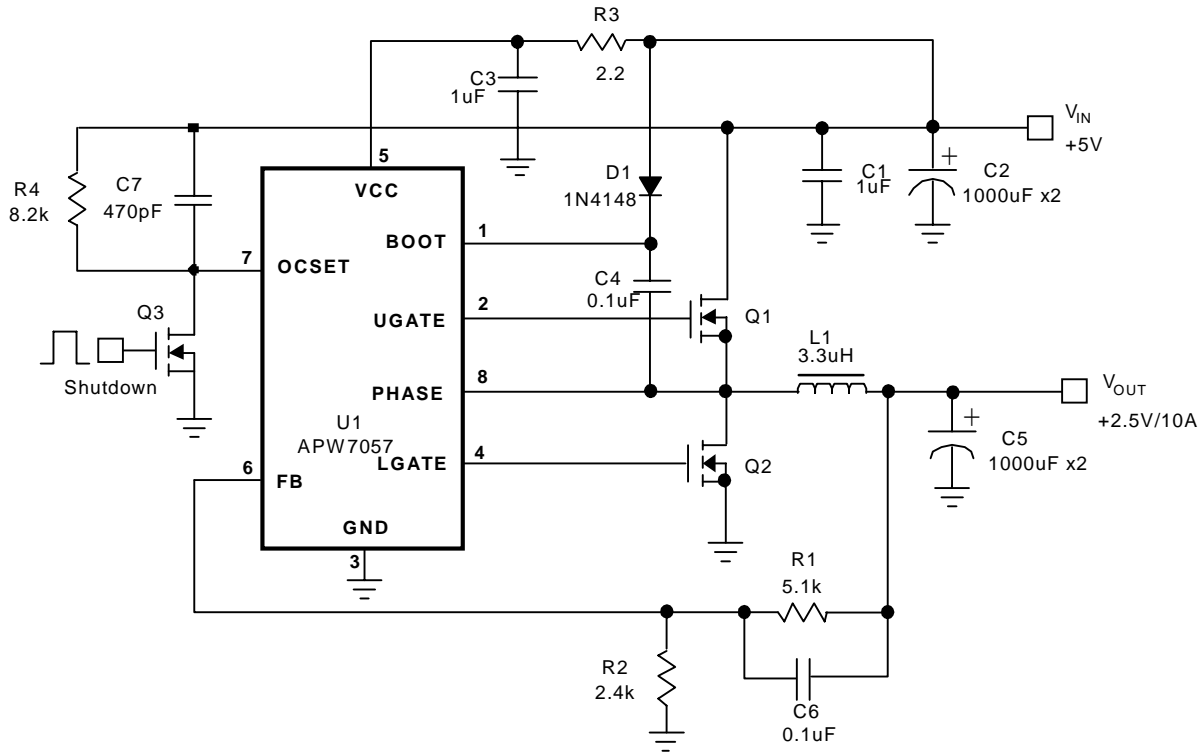 R3
2.2
C3
1uF
VIN
+5V
5
VCC
R4
8.2k
C7
470pF
D1
1N4148
C1
1uF
+
C2
1000uF x2
1
BOOT
7
OCSET
C4
0.1uF
2
UGATE
Q1
Q3
Shutdown
L1
3.3uH
8
PHASE
VOUT
+2.5V/10A
U1
APW7057
4
LGATE
Q2
+
C5
1000uF x2
6
FB
GND
3
R1
5.1k
R2
2.4k
C6
0.1uF